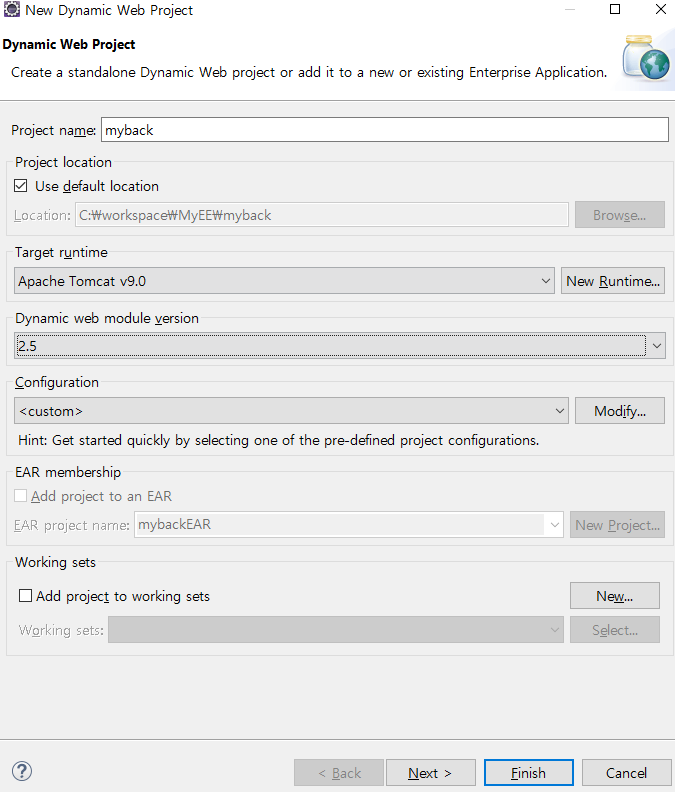 New Dynamic Web Project
Dynamic Web Project
Create a standalone Dynamic Web project or add it to a new or existing Enterprise Application.
Project name: myback
Project location
Use default location
Location: C:₩workspace₩MyEE₩myback Browse...
Target runtime
Apache Tomcat v9.0 New Runtime...
Dynamic web module version
2.5
Configuration
<custom> Modify...
Hint: Get started quickly by selecting one of the pre-defined project configurations.
EAR membership
Add project to an EAR
EAR project name: mybackEAR New Project...
Working sets
Add project to working sets New...
Working sets: Select...
? < Back Next > Finish Cancel